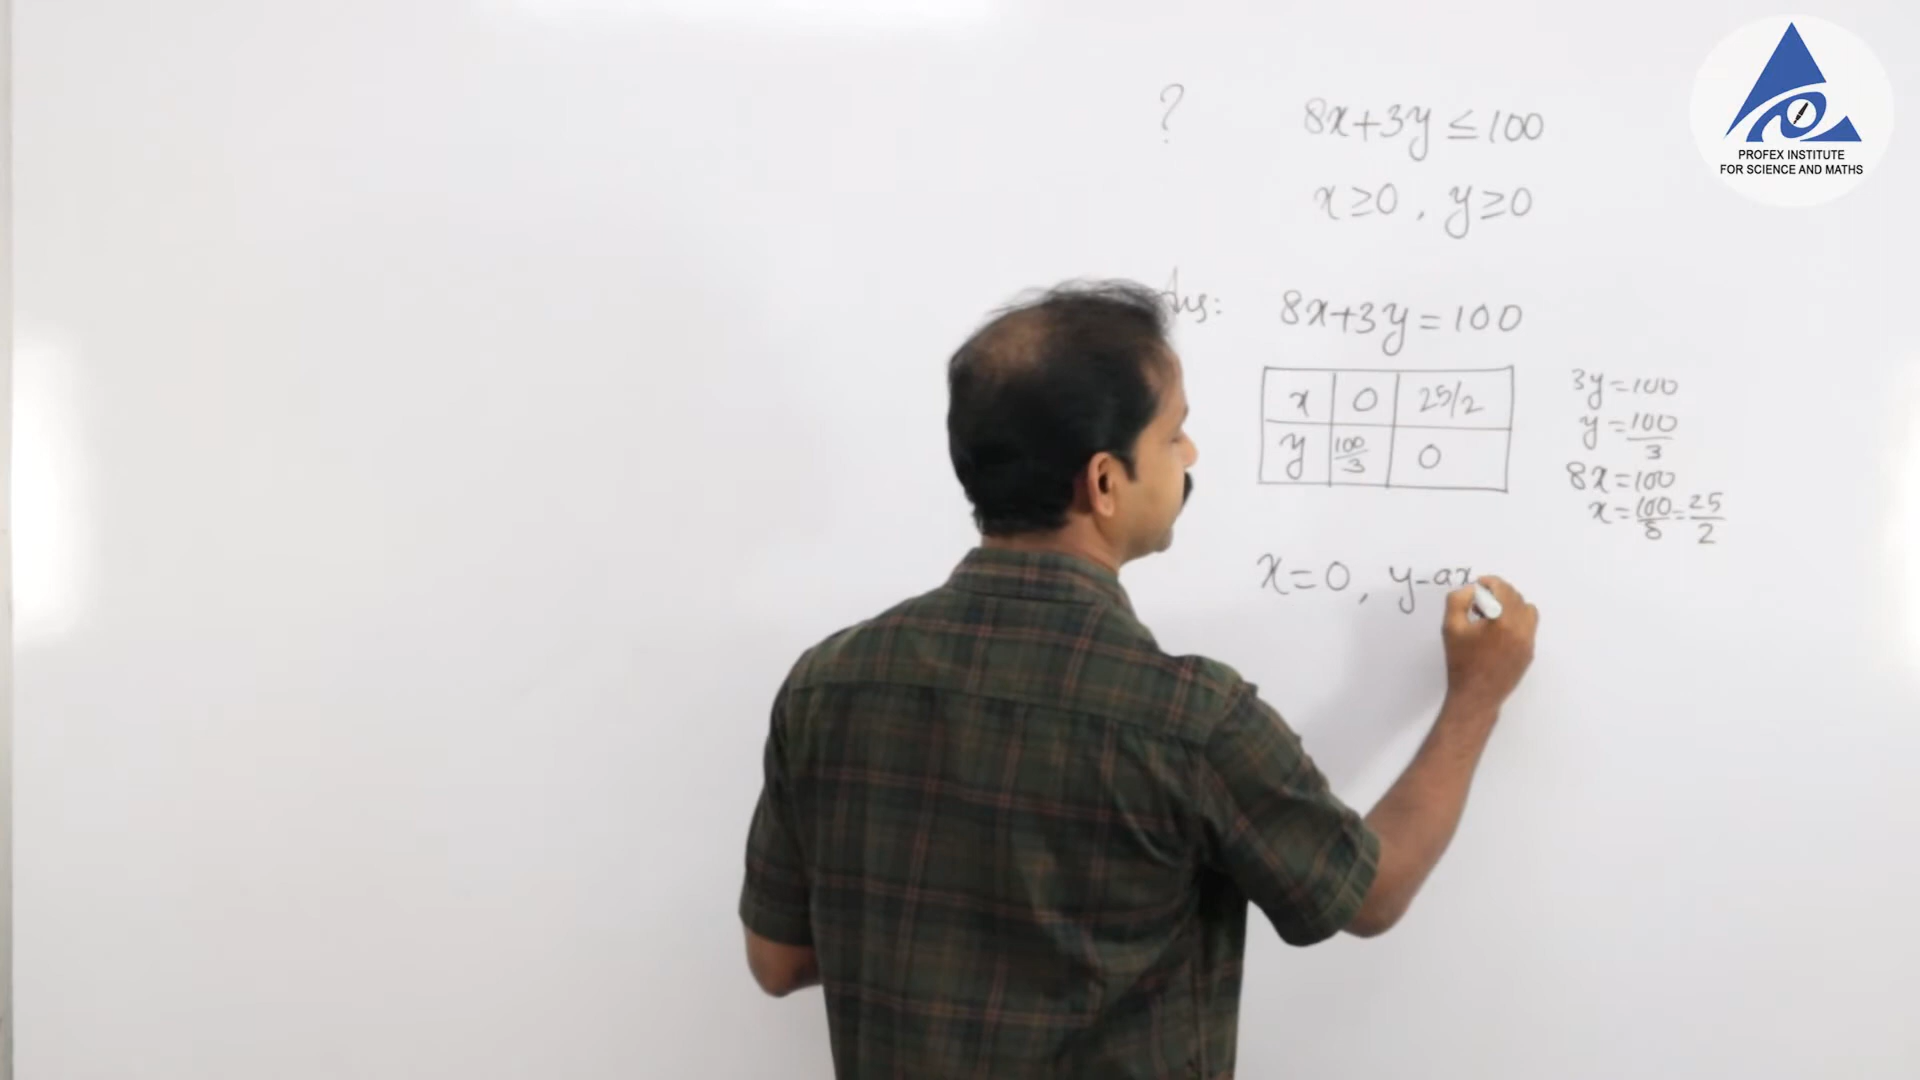 ? 8x+3y ≤ 100
x ≥ 0 , y ≥ 0
Ans: 8x+3y = 100
x 0 25/2
y 100/3 0
3y = 100
y = 100/3
8x = 100
x = 100/8 = 25/2
x = 0, y-ax
PROFEX INSTITUTE
FOR SCIENCE AND MATHS